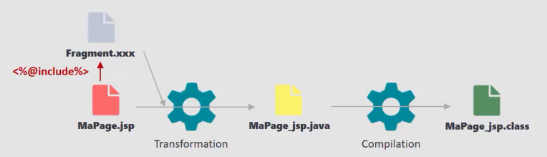 Fragment.xxx
<%@include%>
MaPage.jsp
MaPage_jsp.java
MaPage_jsp.class
Transformation
Compilation